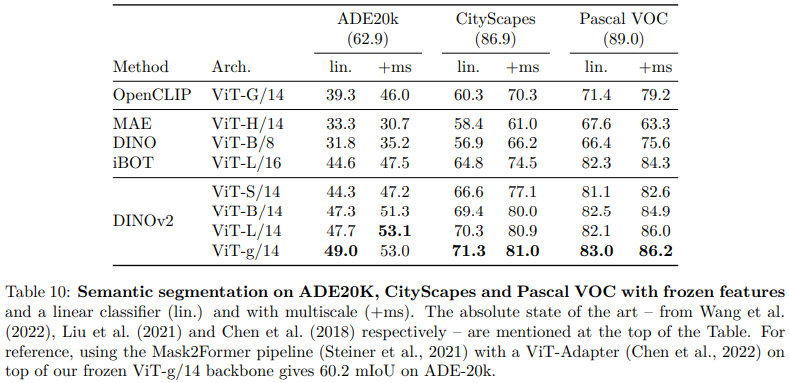 ADE20k CityScapes Pascal VOC
(62.9) (86.9) (89.0)
Method Arch. lin. +ms lin. +ms lin. +ms
OpenCLIP ViT-G/14 39.3 46.0 60.3 70.3 71.4 79.2
MAE ViT-H/14 33.3 30.7 58.4 61.0 67.6 63.3
DINO ViT-B/8 31.8 35.2 56.9 66.2 66.4 75.6
iBOT ViT-L/16 44.6 47.5 64.8 74.5 82.3 84.3
DINOv2
ViT-S/14 44.3 47.2 66.6 77.1 81.1 82.6
ViT-B/14 47.3 51.3 69.4 80.0 82.5 84.9
ViT-L/14 47.7 53.1 70.3 80.9 82.1 86.0
ViT-g/14 49.0 53.0 71.3 81.0 83.0 86.2
Table 10: Semantic segmentation on ADE20K, CityScapes and Pascal VOC with frozen features
and a linear classifier (lin.) and with multiscale (+ms). The absolute state of the art – from Wang et al.
(2022), Liu et al. (2021) and Chen et al. (2018) respectively – are mentioned at the top of the Table. For
reference, using the Mask2Former pipeline (Steiner et al., 2021) with a ViT-Adapter (Chen et al., 2022) on
top of our frozen ViT-g/14 backbone gives 60.2 mIoU on ADE-20k.